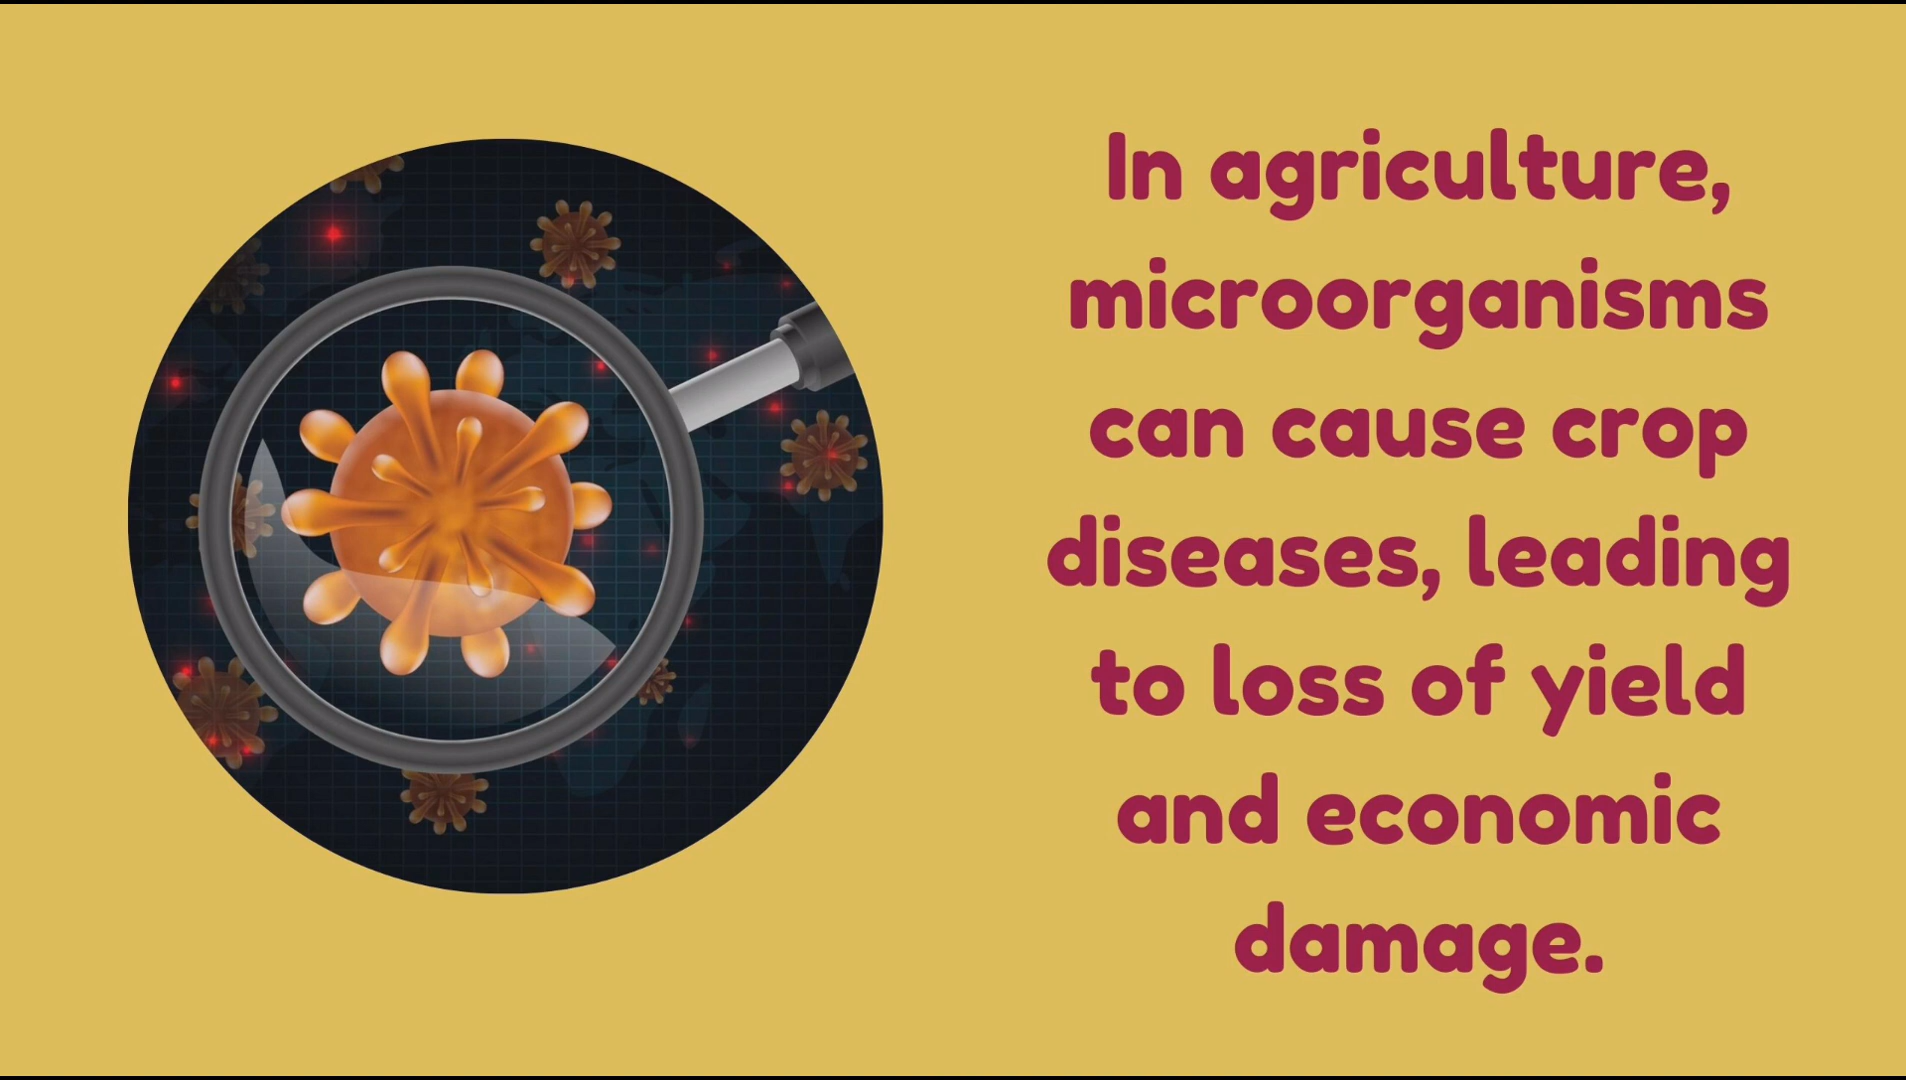 In agriculture,
microorganisms
can cause crop
diseases, leading
to loss of yield
and economic
damage.